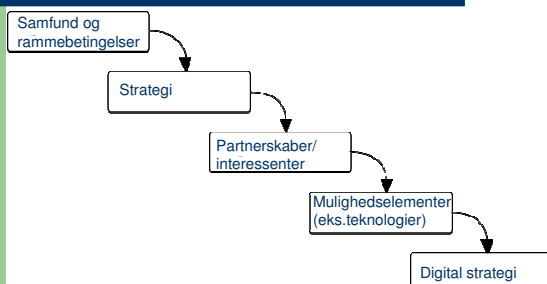 Samfund og
rammebetingelser
Strategi
Partnerskaber/
interessenter
Mulighedselementer
(eks.teknologier)
Digital strategi